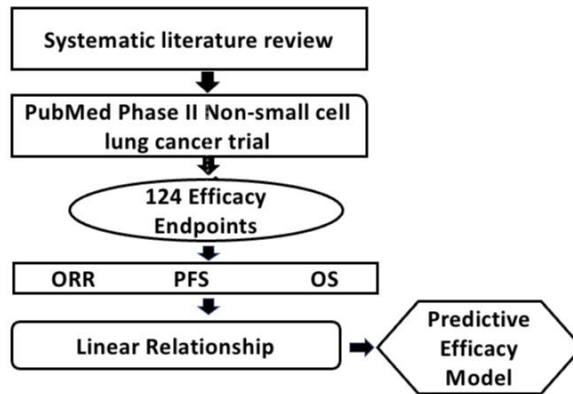 Systematic literature review
PubMed Phase II Non-small cell
lung cancer trial
124 Efficacy
Endpoints
ORR PFS OS
Linear Relationship
Predictive
Efficacy
Model